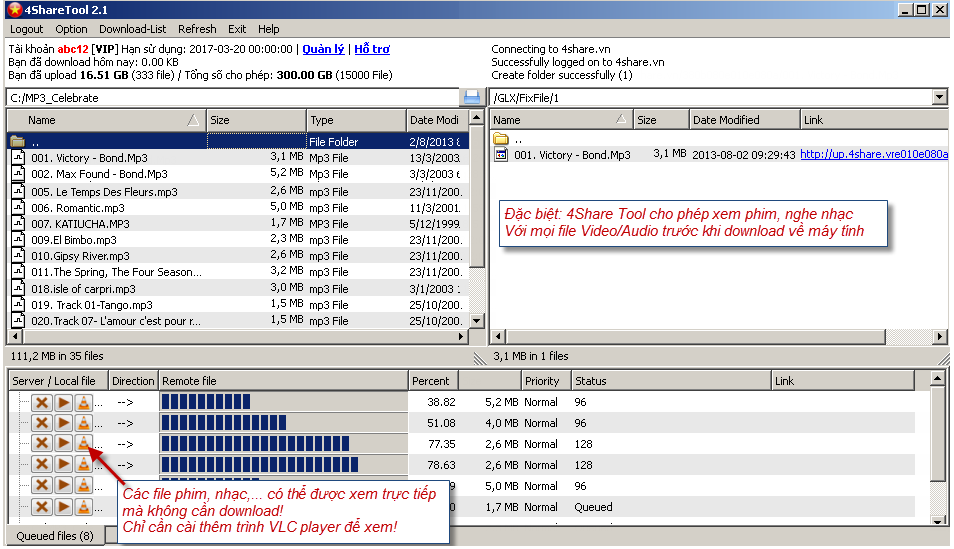 4ShareTool 2.1
Logout Option Download-List Refresh Exit Help
Tài khoản abc12 [VIP] Hạn sử dụng: 2017-03-20 00:00:00 | Quản lý | Hỗ trơ
Bạn đã download hôm nay: 0.00 KB
Bạn đã upload 16.51 GB (333 file) / Tổng số cho phép: 300.00 GB (15000 File)
Connecting to 4share.vn
Successfully logged on to 4share.vn
Create folder successfully (1)
C:/MP3_Celebrate
Name Size Type Date Modi
.. File Folder 2/8/2013 8
001. Victory - Bond.Mp3 3,1 MB Mp3 File 13/3/2003.
002. Max Found - Bond.Mp3 5,2 MB Mp3 File 3/3/2003 6
005. Le Temps Des Fleurs.mp3 2,6 MB mp3 File 23/11/200.
006. Romantic.mp3 5,0 MB mp3 File 11/3/2001.
007. KATIUCHA.MP3 1,7 MB MP3 File 5/12/1999.
009.El Bimbo.mp3 2,3 MB mp3 File 23/11/200.
010.Gipsy River.mp3 2,6 MB mp3 File 23/11/200.
011.The Spring, The Four Season... 3,2 MB mp3 File 23/11/200.
018.isle of carpri.mp3 3,0 MB mp3 File 3/1/2003 1
019. Track 01-Tango.mp3 1,5 MB mp3 File 25/10/200.
020.Track 07- L'amour c'est pour r... 1,5 MB mp3 File 25/10/200.
111,2 MB in 35 files
/GLX/FixFile/1
Name Size Date Modified Link
..
001. Victory - Bond.Mp3 3,1 MB 2013-08-02 09:29:43 http://up.4share.vre010e080a
Đặc biệt: 4Share Tool cho phép xem phim, nghe nhạc
Với mọi file Video/Audio trước khi download về máy tính
3,1 MB in 1 files
Server / Local file Direction Remote file Percent Priority Status Link
... --> 38.82 5,2 MB Normal 96
... --> 51.08 4,0 MB Normal 96
... --> 77.35 2,6 MB Normal 128
... --> 78.63 2,6 MB Normal 128
... --> 9 5,0 MB Normal 96
... 0 1,7 MB Normal Queued
Các file phim, nhạc,... có thể được xem trực tiếp
mà không cần download!
Chỉ cần cài thêm trình VLC player để xem!
Queued files (8)